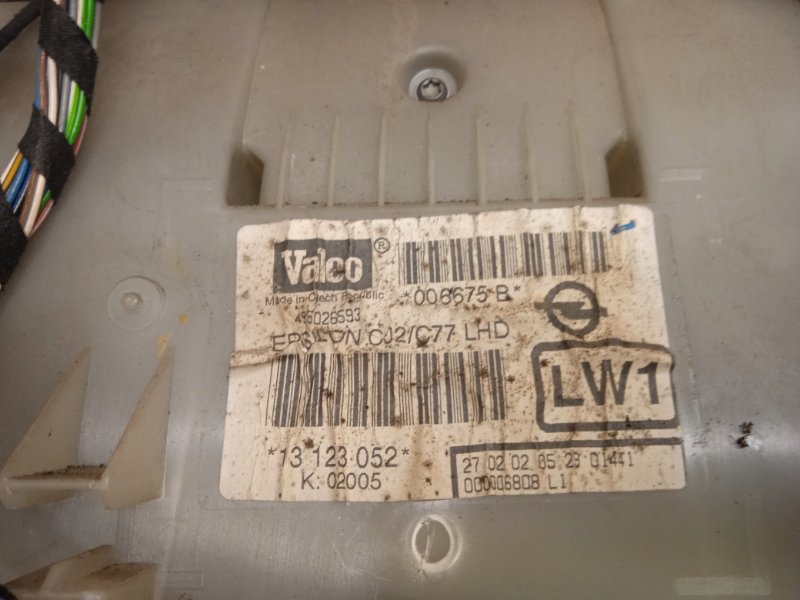 Valeo ®
Made in Czech Republic
*006675-B*
EPSILON CJ2/C77 LHD
LW1
*13 123 052*
K: 02005
27 02 02 05 29 01441
000006808 L1